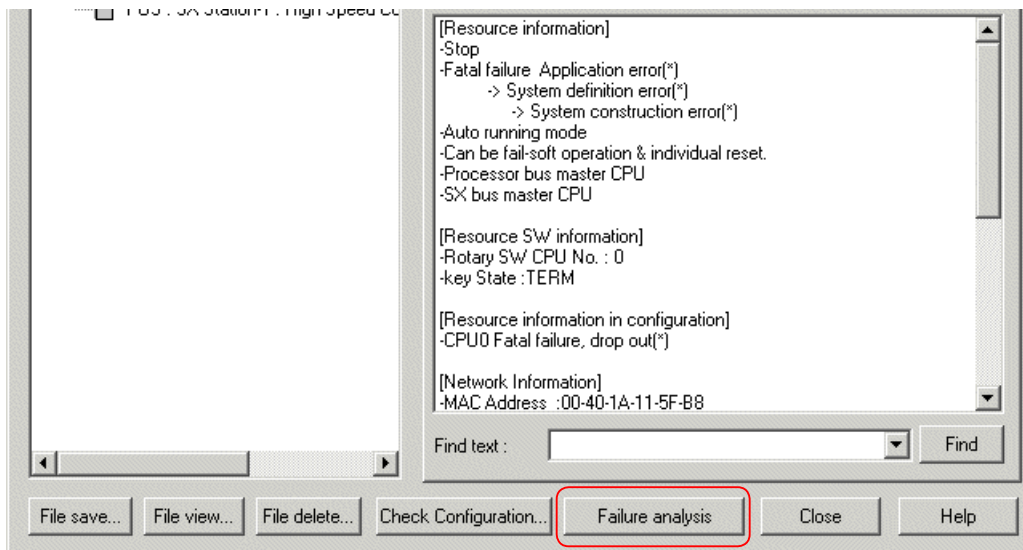 [Resource information]
-Stop
-Fatal failure  Application error(*)
-> System definition error(*)
-> System construction error(*)
-Auto running mode
-Can be fail-soft operation & individual reset.
-Processor bus master CPU
-SX bus master CPU
[Resource SW information]
-Rotary SW CPU No. : 0
-key State :TERM
[Resource information in configuration]
-CPU0 Fatal failure, drop out(*)
[Network Information]
-MAC Address  :00-40-1A-11-5F-B8
Find text :
Find
File save...
File view...
File delete...
Check Configuration...
Failure analysis
Close
Help